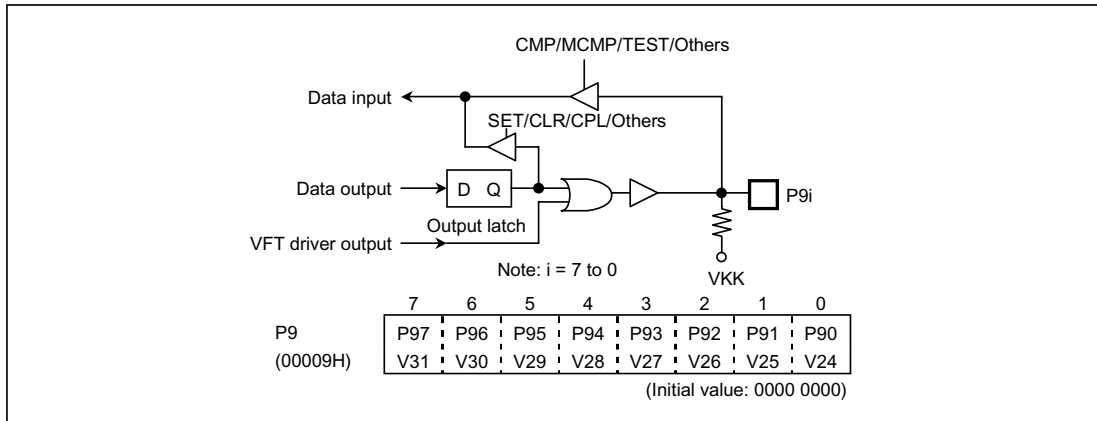 CMP/MCMP/TEST/Others
Data input
SET/CLR/CPL/Others
Data output
D Q
P9i
Output latch
VFT driver output
Note: i = 7 to 0
VKK
7 6 5 4 3 2 1 0
P9 P97 P96 P95 P94 P93 P92 P91 P90
(00009H) V31 V30 V29 V28 V27 V26 V25 V24
(Initial value: 0000 0000)